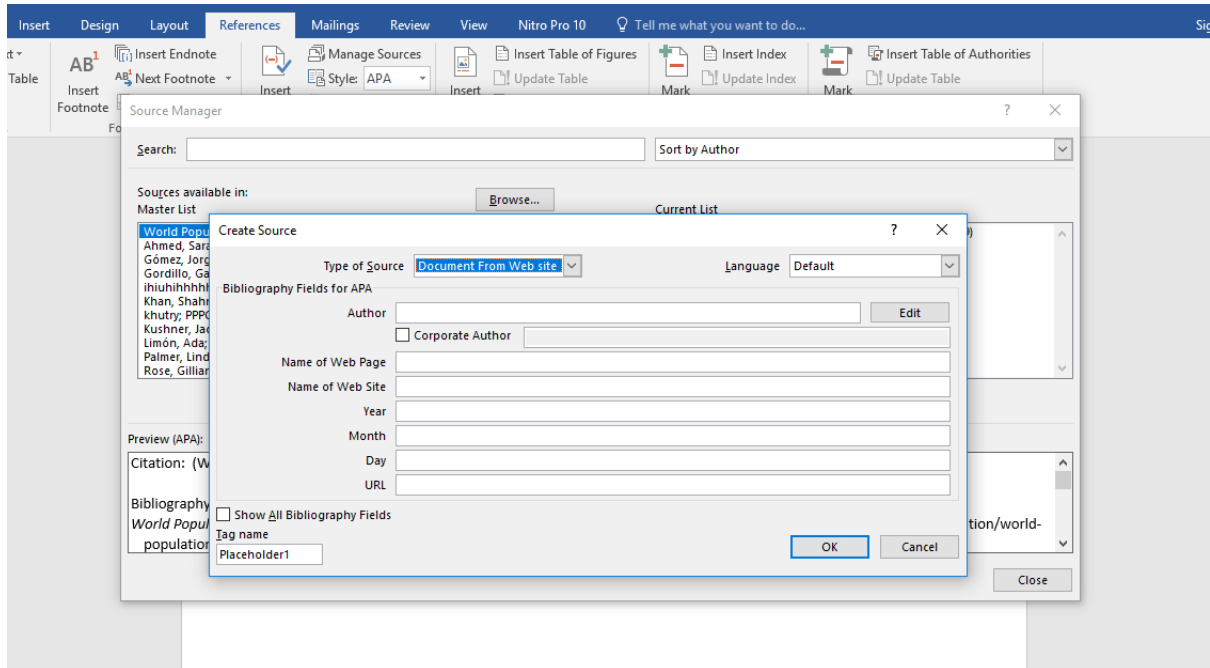 Insert Design Layout References Mailings Review View Nitro Pro 10 Tell me what you want to do...
Insert Endnote Manage Sources Insert Table of Figures Insert Index Insert Table of Authorities
Table AB1 Insert Footnote AB1 Next Footnote Insert Style: APA Insert Update Table Mark Update Index Mark Update Table
Source Manager ? ×
Search: Sort by Author
Sources available in:
Master List Browse... Current List
World Popu
Ahmed, Sara
Gómez, Jorg
Gordillo, Ga
ihiuhihhhhh
Khan, Shahr
khutry; PPPO
Kushner, Jac
Limón, Ada;
Palmer, Lind
Rose, Gillian
Create Source ? ×
Type of Source Document From Web site Language Default
Bibliography Fields for APA
Author Edit
Corporate Author
Name of Web Page
Name of Web Site
Year
Month
Day
URL
Show All Bibliography Fields
Tag name
Placeholder1 OK Cancel
Preview (APA):
Citation: (W
Bibliography
World Popul tion/world-
population
Close